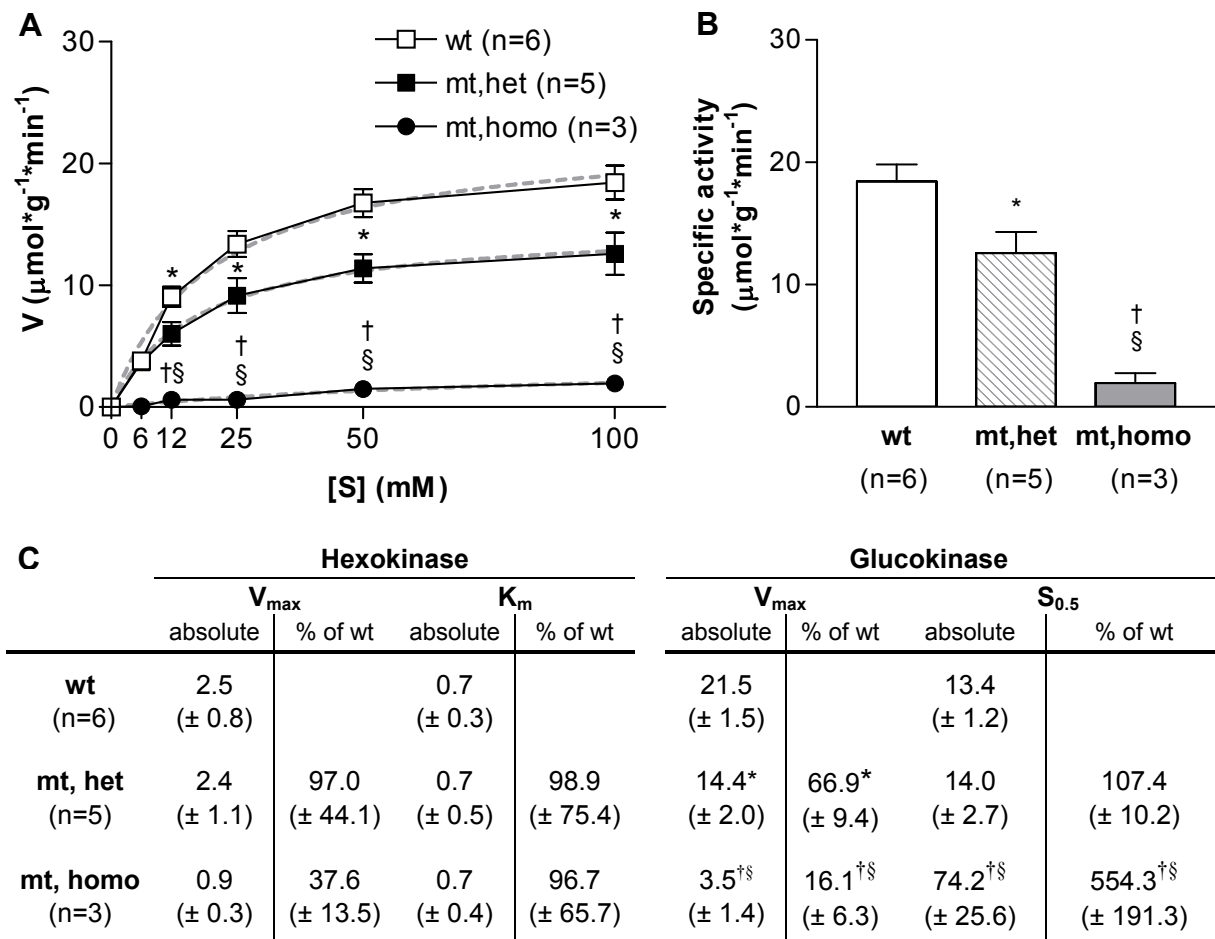 A
30
20
10
0
V (μmol*g⁻¹*min⁻¹)
wt (n=6)
mt,het (n=5)
mt,homo (n=3)
* * * *
†§ † § † § † §
0 6 12 25 50 100
[S] (mM)
B
30
20
10
0
Specific activity
(μmol*g⁻¹*min⁻¹)
*
†
§
wt mt,het mt,homo
(n=6) (n=5) (n=3)
C Hexokinase Glucokinase
Vmax Km Vmax S0.5
absolute % of wt absolute % of wt absolute % of wt absolute % of wt
wt 2.5 0.7 21.5 13.4
(n=6) (± 0.8) (± 0.3) (± 1.5) (± 1.2)
mt, het 2.4 97.0 0.7 98.9 14.4* 66.9* 14.0 107.4
(n=5) (± 1.1) (± 44.1) (± 0.5) (± 75.4) (± 2.0) (± 9.4) (± 2.7) (± 10.2)
mt, homo 0.9 37.6 0.7 96.7 3.5†§ 16.1†§ 74.2†§ 554.3†§
(n=3) (± 0.3) (± 13.5) (± 0.4) (± 65.7) (± 1.4) (± 6.3) (± 25.6) (± 191.3)